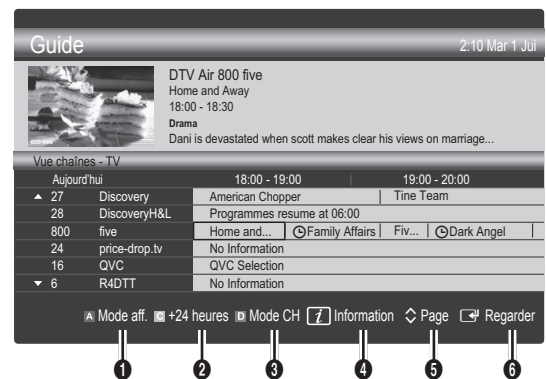 Guide 2:10 Mar 1 Jui
DTV Air 800 five
Home and Away
18:00 - 18:30
Drama
Dani is devastated when scott makes clear his views on marriage...
800 five
Vue chaînes - TV
Aujourd'hui 18:00 - 19:00 19:00 - 20:00
▲ 27 Discovery American Chopper Tine Team
28 DiscoveryH&L Programmes resume at 06:00
800 five Home and... Family Affairs Fiv... Dark Angel
24 price-drop.tv No Information
16 QVC QVC Selection
▼ 6 R4DTT No Information
A Mode aff. C +24 heures D Mode CH i Information Page Regarder
1 2 3 4 5 6